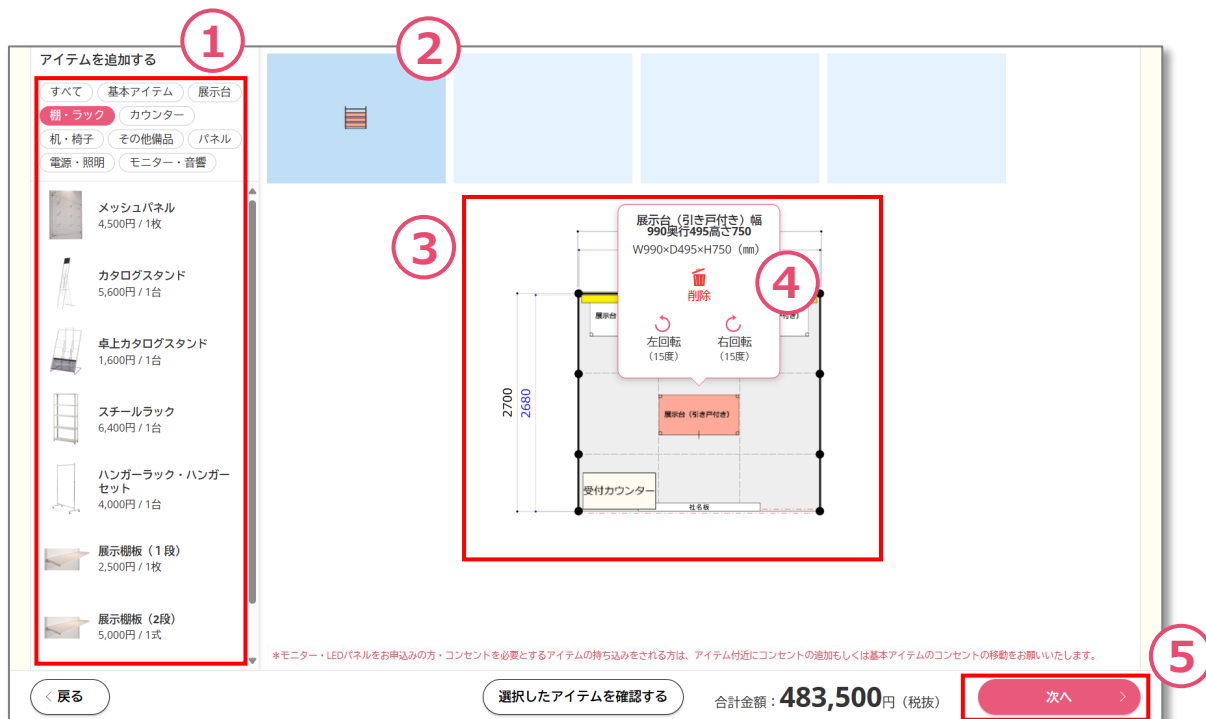 ①
②
アイテムを追加する
すべて
基本アイテム
展示台
棚・ラック
カウンター
机・椅子
その他備品
パネル
電源・照明
モニター・音響
メッシュパネル
4,500円 / 1枚
カタログスタンド
5,600円 / 1台
卓上カタログスタンド
1,600円 / 1台
スチールラック
6,400円 / 1台
ハンガーラック・ハンガー
セット
4,000円 / 1台
展示棚板（１段）
2,500円 / 1枚
展示棚板（2段）
5,000円 / 1式
③
展示台（引き戸付き）幅
990奥行495高さ750
W990×D495×H750（㎜）
④
削除
左回転
（15度）
右回転
（15度）
展示台
き）
2700
2680
展示台（引き戸付き）
受付カウンター
社名板
＊モニター・LEDパネルをお申込みの方・コンセントを必要とするアイテムの持ち込みをされる方は、アイテム付近にコンセントの追加もしくは基本アイテムのコンセントの移動をお願いいたします。
⑤
戻る
選択したアイテムを確認する
合計金額：483,500円（税抜）
次へ